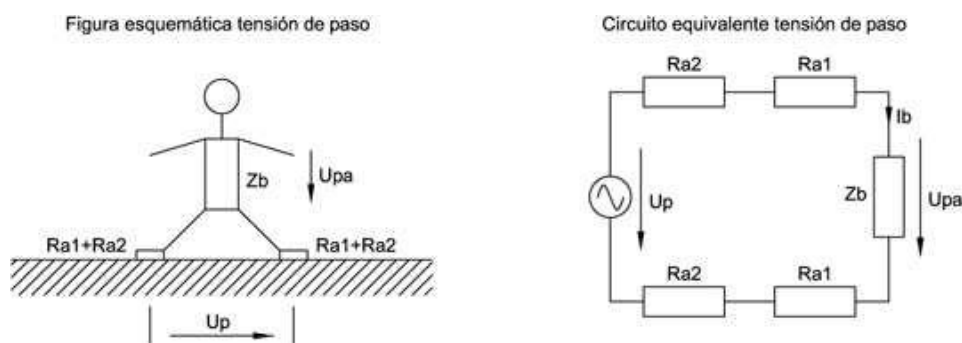 Figura esquemática tensión de paso
Zb
Upa
Ra1+Ra2
Ra1+Ra2
Up
Circuito equivalente tensión de paso
Ra2
Ra1
Ib
Up
Zb
Upa
Ra2
Ra1